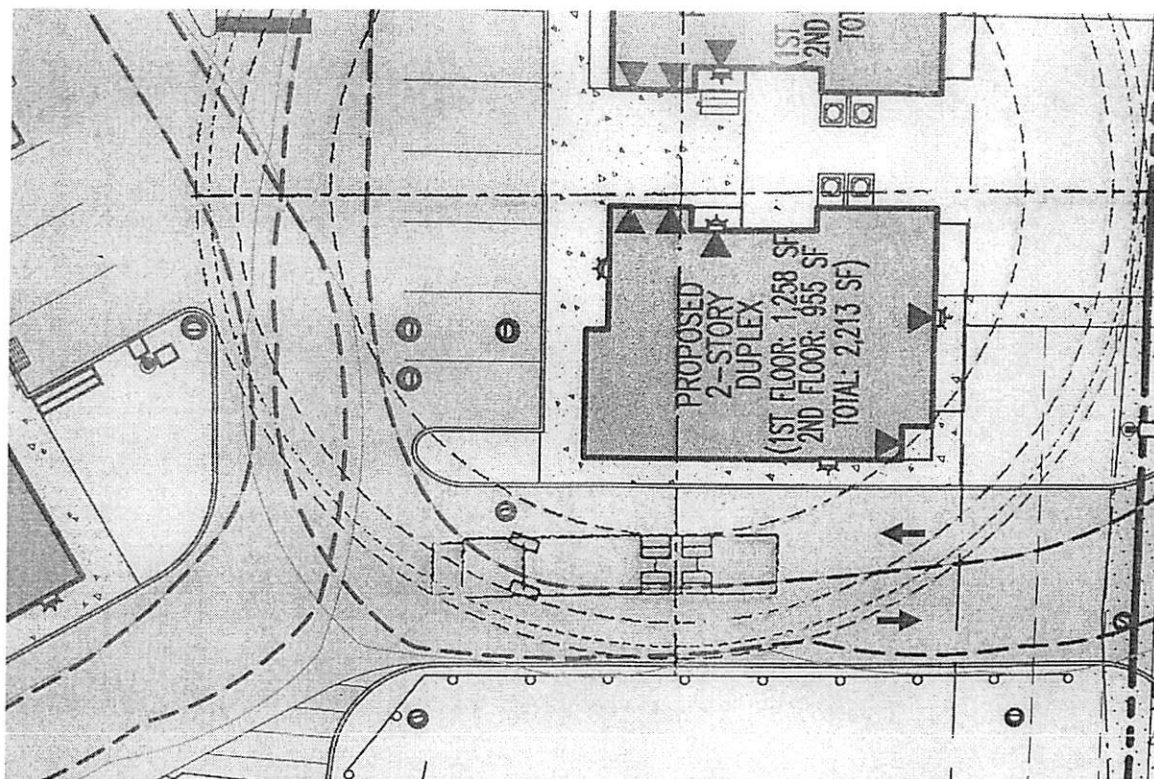 (1ST
2ND
TOT
PROPOSED
2-STORY
DUPLEX
(1ST FLOOR: 1,258 SF
2ND FLOOR: 955 SF
TOTAL: 2,213 SF)